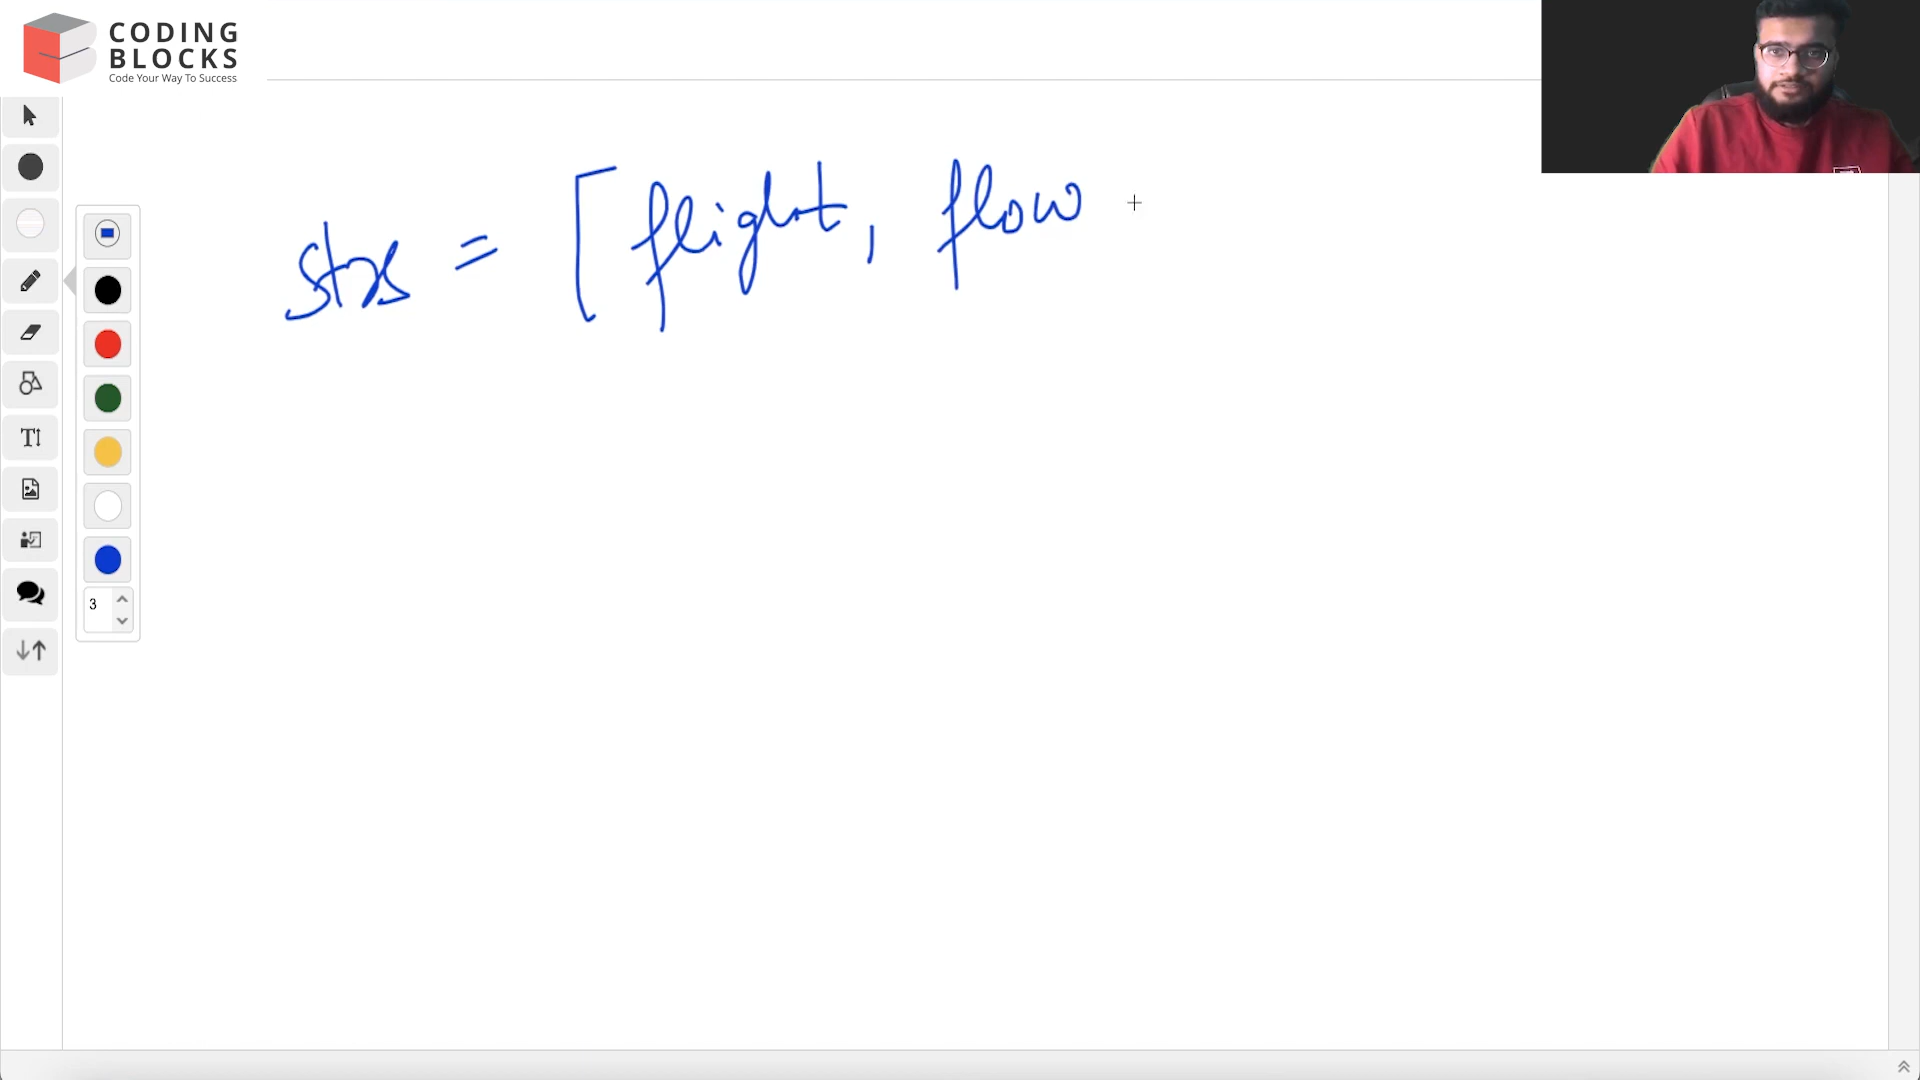 CODING
BLOCKS
Code Your Way To Success
strs = [ flight, flow
T
3